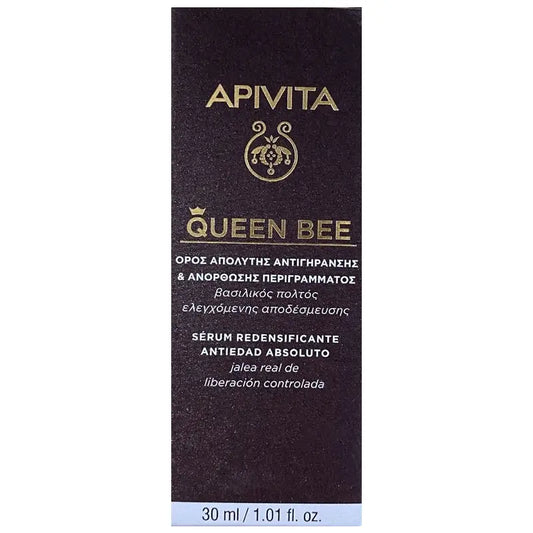 APIVITA
QUEEN BEE
ΟΡΟΣ ΑΠΟΛΥΤΗΣ ΑΝΤΙΓΗΡΑΝΣΗΣ
& ΑΝΟΡΘΩΣΗΣ ΠΕΡΙΓΡΑΜΜΑΤΟΣ
βασιλικός πολτός
ελεγχόμενης αποδέσμευσης
SÉRUM REDENSIFICANTE
ANTIEDAD ABSOLUTO
jalea real de
liberación controlada
30 ml / 1.01 fl. oz.